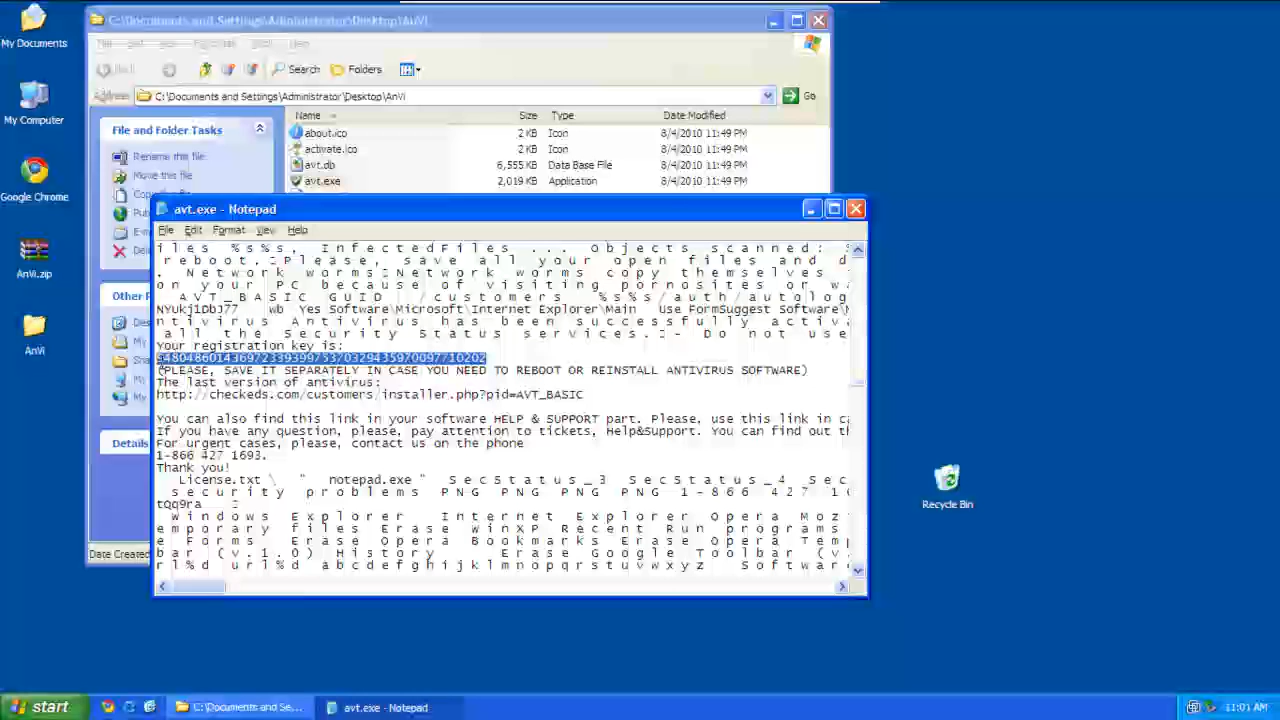 My Documents
My Computer
Google Chrome
AnVi.zip
AnVi
C:\Documents and Settings\Administrator\Desktop\AnVi
Search
Folders
Address
C:\Documents and Settings\Administrator\Desktop\AnVi
Go
File and Folder Tasks
Rename this file
Move this file
Name
Size
Type
Date Modified
about.ico 2 KB Icon 8/4/2010 11:49 PM
activate.ico 2 KB Icon 8/4/2010 11:49 PM
avt.db 6,555 KB Data Base File 8/4/2010 11:49 PM
avt.exe 2,019 KB Application 8/4/2010 11:49 PM
Other
Details
Date Created
avt.exe - Notepad
File Edit Format View Help
iles %s%s, InfectedFiles ... Objects scanned:
reboot. Please, save all your open files and d
. Network worms Network worms copy themselves
on your PC because of visiting pornosites or wa
AVT_BASIC GUID /customers %s%s/auth/autolog
NYUkj1DbJ77 wb Yes Software\Microsoft\Internet Explorer\Main Use FormSuggest Software\
ntivirus Antivirus has been successfully activa
all the Security Status services. - Do not use
Your registration key is:
(PLEASE, SAVE IT SEPARATELY IN CASE YOU NEED TO REBOOT OR REINSTALL ANTIVIRUS SOFTWARE)
The last version of antivirus:
http://checkeds.com/customers/installer.php?pid=AVT_BASIC
You can also find this link in your software HELP & SUPPORT part. Please, use this link in ca
If you have any question, please, pay attention to tickets, Help&Support. You can find out th
For urgent cases, please, contact us on the phone
1-866 427 1693.
Thank you!
License.txt \ " notepad.exe " SecStatus_3 SecStatus_4 Sec
security problems PNG PNG PNG PNG 1-866 427 16
tQq9ra
Windows Explorer Internet Explorer Opera Moz
emporary files Erase WinXP Recent Run programs
e Forms Erase Opera Bookmarks Erase Opera Temp
bar (v.1.0) History Erase Google Toolbar (v.
rl%d url%d abcdefghijklmnopqrstuvwxyz Softwar
Recycle Bin
start
C:\Documents and Se...
avt.exe - Notepad
11:01 AM